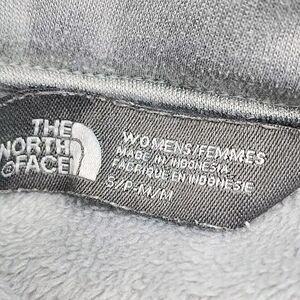 THE
NORTH
FACE
WOMENS/FEMMES
MADE IN INDONESIA
FABRIQUÉ EN INDONÉSIE
S/P-M/M